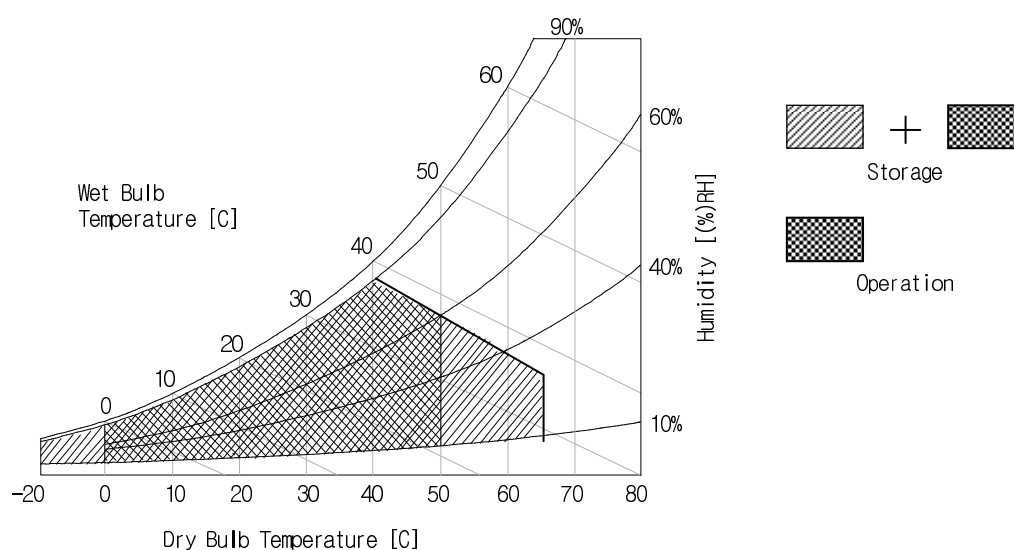 90%
60
60%
50
Wet Bulb
Temperature [C]
40
40%
30
20
10
0
10%
-20 0 10 20 30 40 50 60 70 80
Dry Bulb Temperature [C]
Humidity [(%)RH]
+
Storage
Operation